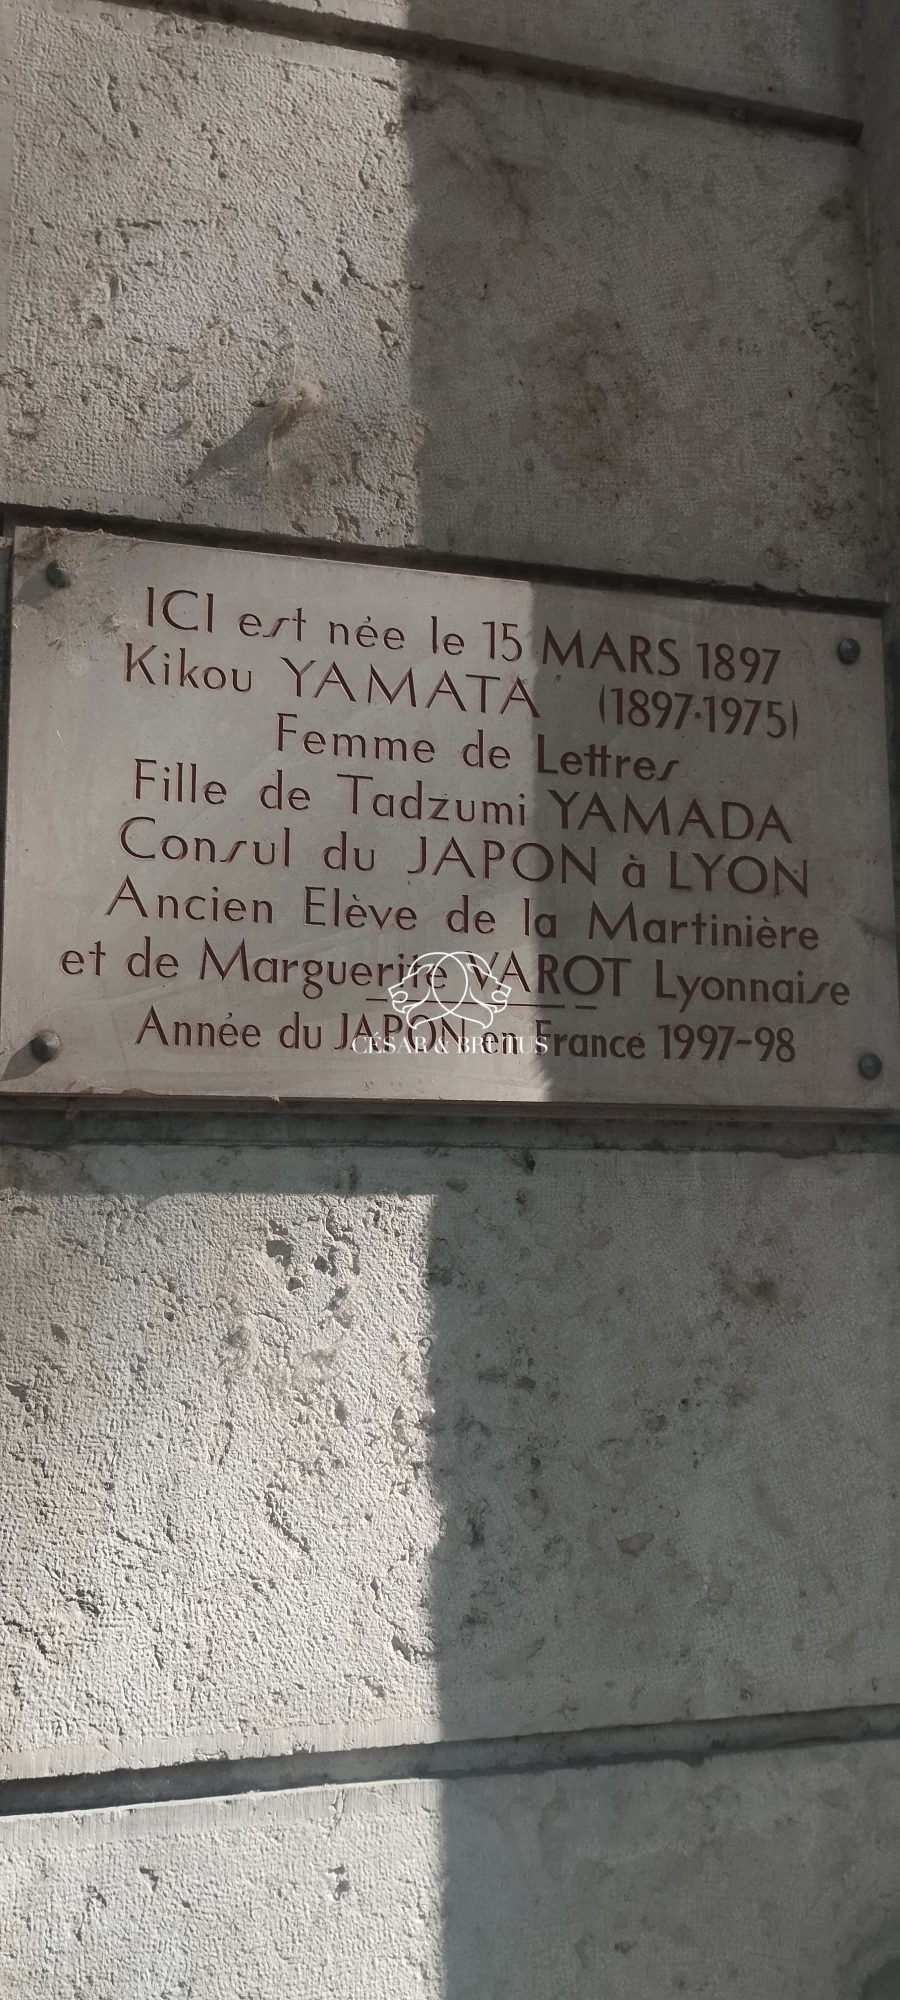 ICI est née le 15 MARS 1897
Kikou YAMATA (1897-1975)
Femme de Lettres
Fille de Tadzumi YAMADA
Consul du JAPON à LYON
Ancien Elève de la Martinière
et de Marguerite VAROT Lyonnaise
Année du JAPON en France 1997-98
CÉSAR & BRUTUS